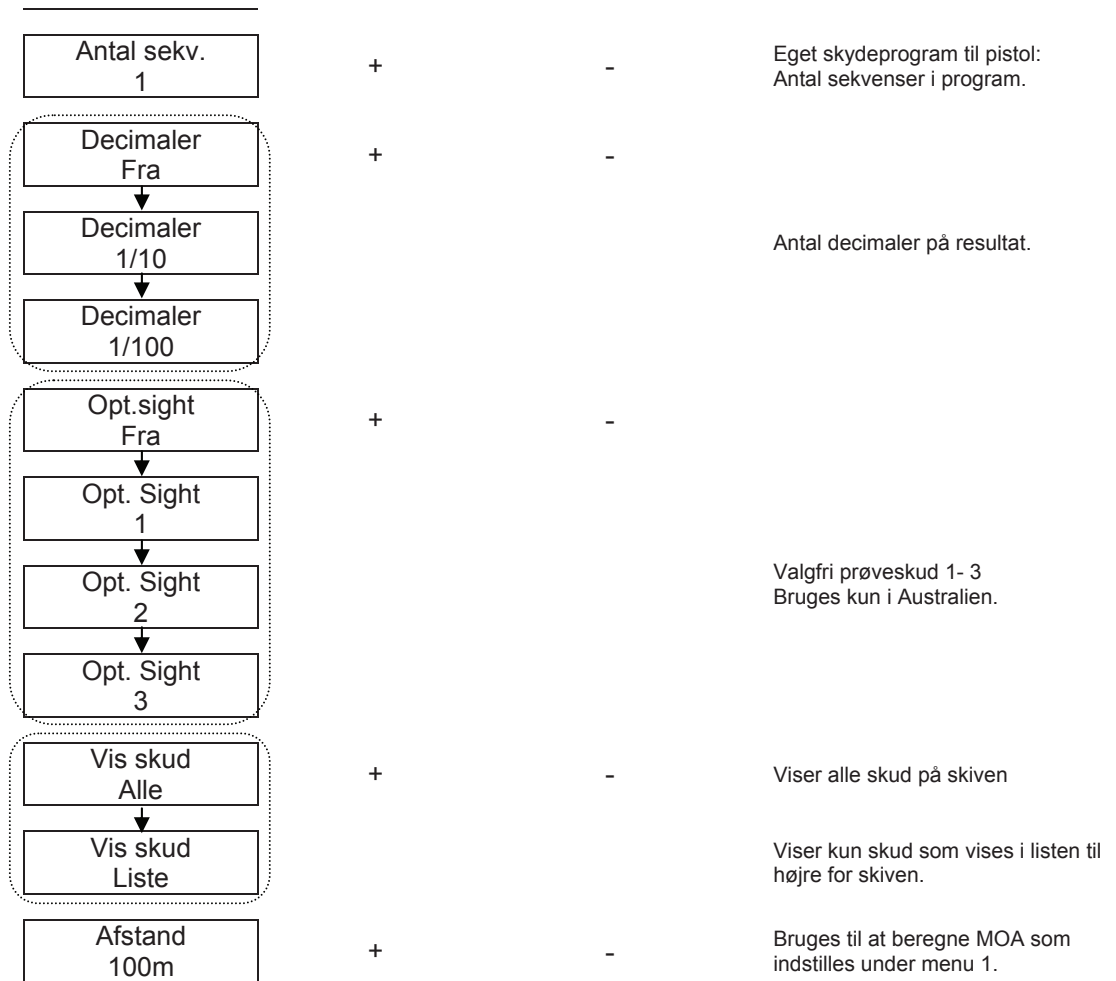 Antal sekv.
1
+
-
Eget skydeprogram til pistol:
Antal sekvenser i program.
Decimaler
Fra
+
-
Decimaler
1/10
Antal decimaler på resultat.
Decimaler
1/100
Opt.sight
Fra
+
-
Opt. Sight
1
Opt. Sight
2
Valgfri prøveskud 1- 3
Bruges kun i Australien.
Opt. Sight
3
Vis skud
Alle
+
-
Viser alle skud på skiven
Vis skud
Liste
Viser kun skud som vises i listen til
højre for skiven.
Afstand
100m
+
-
Bruges til at beregne MOA som
indstilles under menu 1.